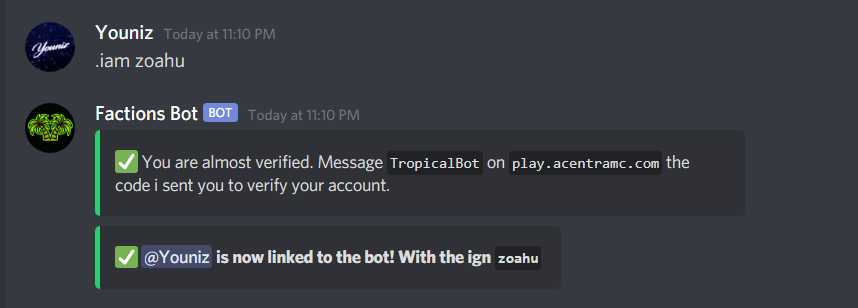 Youniz Today at 11:10 PM
.iam zoahu
Youniz
Factions Bot BOT Today at 11:10 PM
✅ You are almost verified. Message TropicalBot on play.acentramc.com the
code i sent you to verify your account.
✅ @Youniz is now linked to the bot! With the ign zoahu